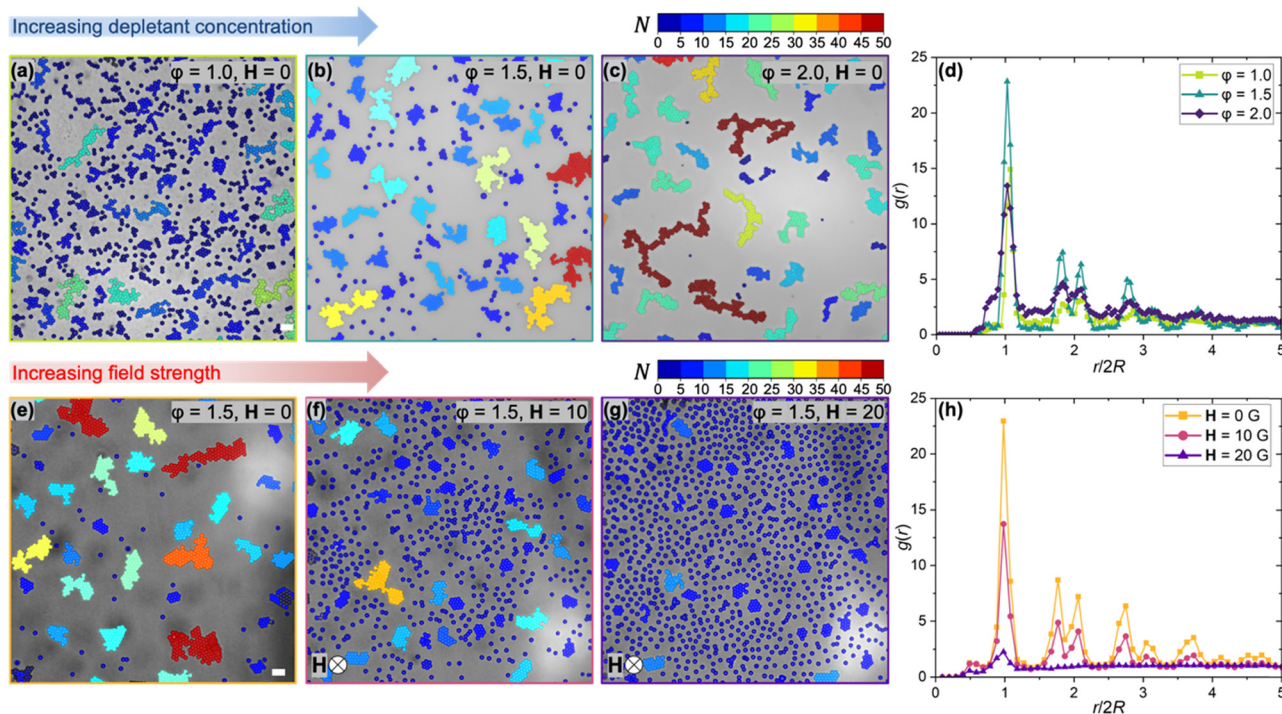 Increasing depletant concentration
N
0 5 10 15 20 25 30 35 40 45 50
(a) φ = 1.0, H = 0
(b) φ = 1.5, H = 0
(c) φ = 2.0, H = 0
(d)
φ = 1.0
φ = 1.5
φ = 2.0
25
20
15
10
5
0
g(r)
0 1 2 3 4 5
r/2R
Increasing field strength
N
0 5 10 15 20 25 30 35 40 45 50
(e) φ = 1.5, H = 0
(f) φ = 1.5, H = 10
H
(g) φ = 1.5, H = 20
H
(h)
H = 0 G
H = 10 G
H = 20 G
25
20
15
10
5
0
g(r)
0 1 2 3 4 5
r/2R